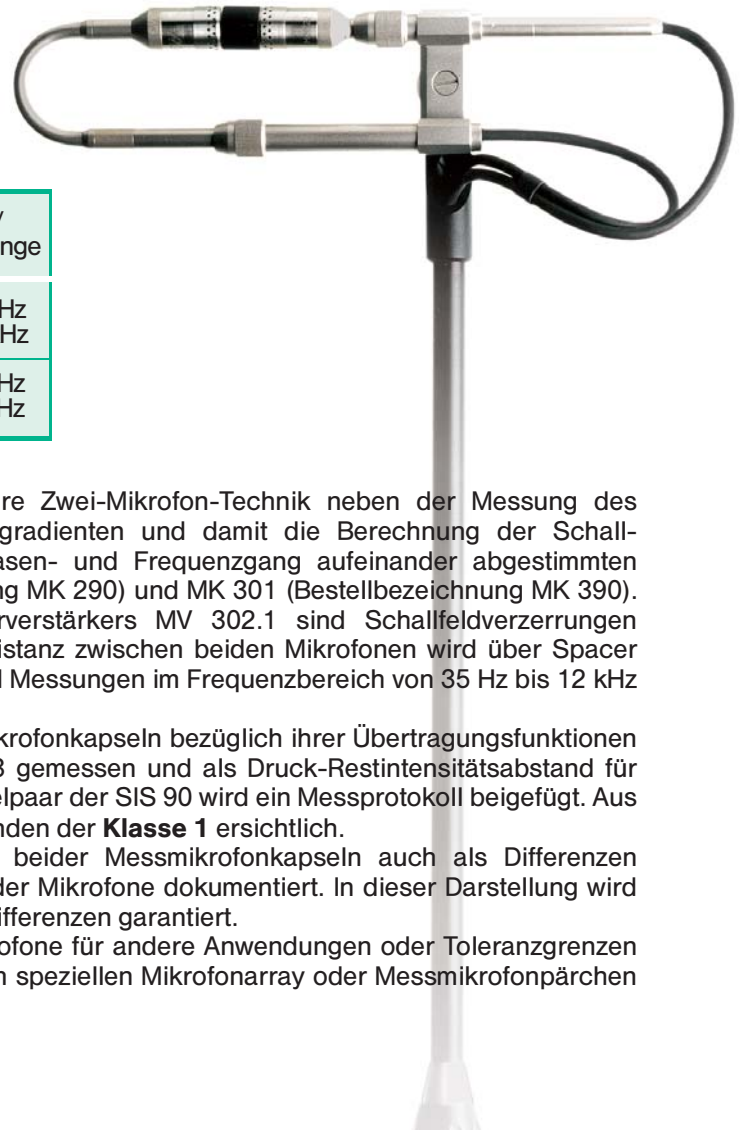 nge
Hz
Hz
Hz
Hz
re Zwei-Mikrofon-Technik neben der Messung des
gradienten und damit die Berechnung der Schall-
asen- und Frequenzgang aufeinander abgestimmten
ng MK 290) und MK 301 (Bestellbezeichnung MK 390).
rverstärkers MV 302.1 sind Schallfeldverzerrungen
istanz zwischen beiden Mikrofonen wird über Spacer
l Messungen im Frequenzbereich von 35 Hz bis 12 kHz
krofonkapseln bezüglich ihrer Übertragungsfunktionen
gemessen und als Druck-Restintensitätsabstand für
elpaar der SIS 90 wird ein Messprotokoll beigefügt. Aus
nden der Klasse 1 ersichtlich.
beider Messmikrofonkapseln auch als Differenzen
der Mikrofone dokumentiert. In dieser Darstellung wird
ifferenzen garantiert.
rofone für andere Anwendungen oder Toleranzgrenzen
n speziellen Mikrofonarray oder Messmikrofonpärchen